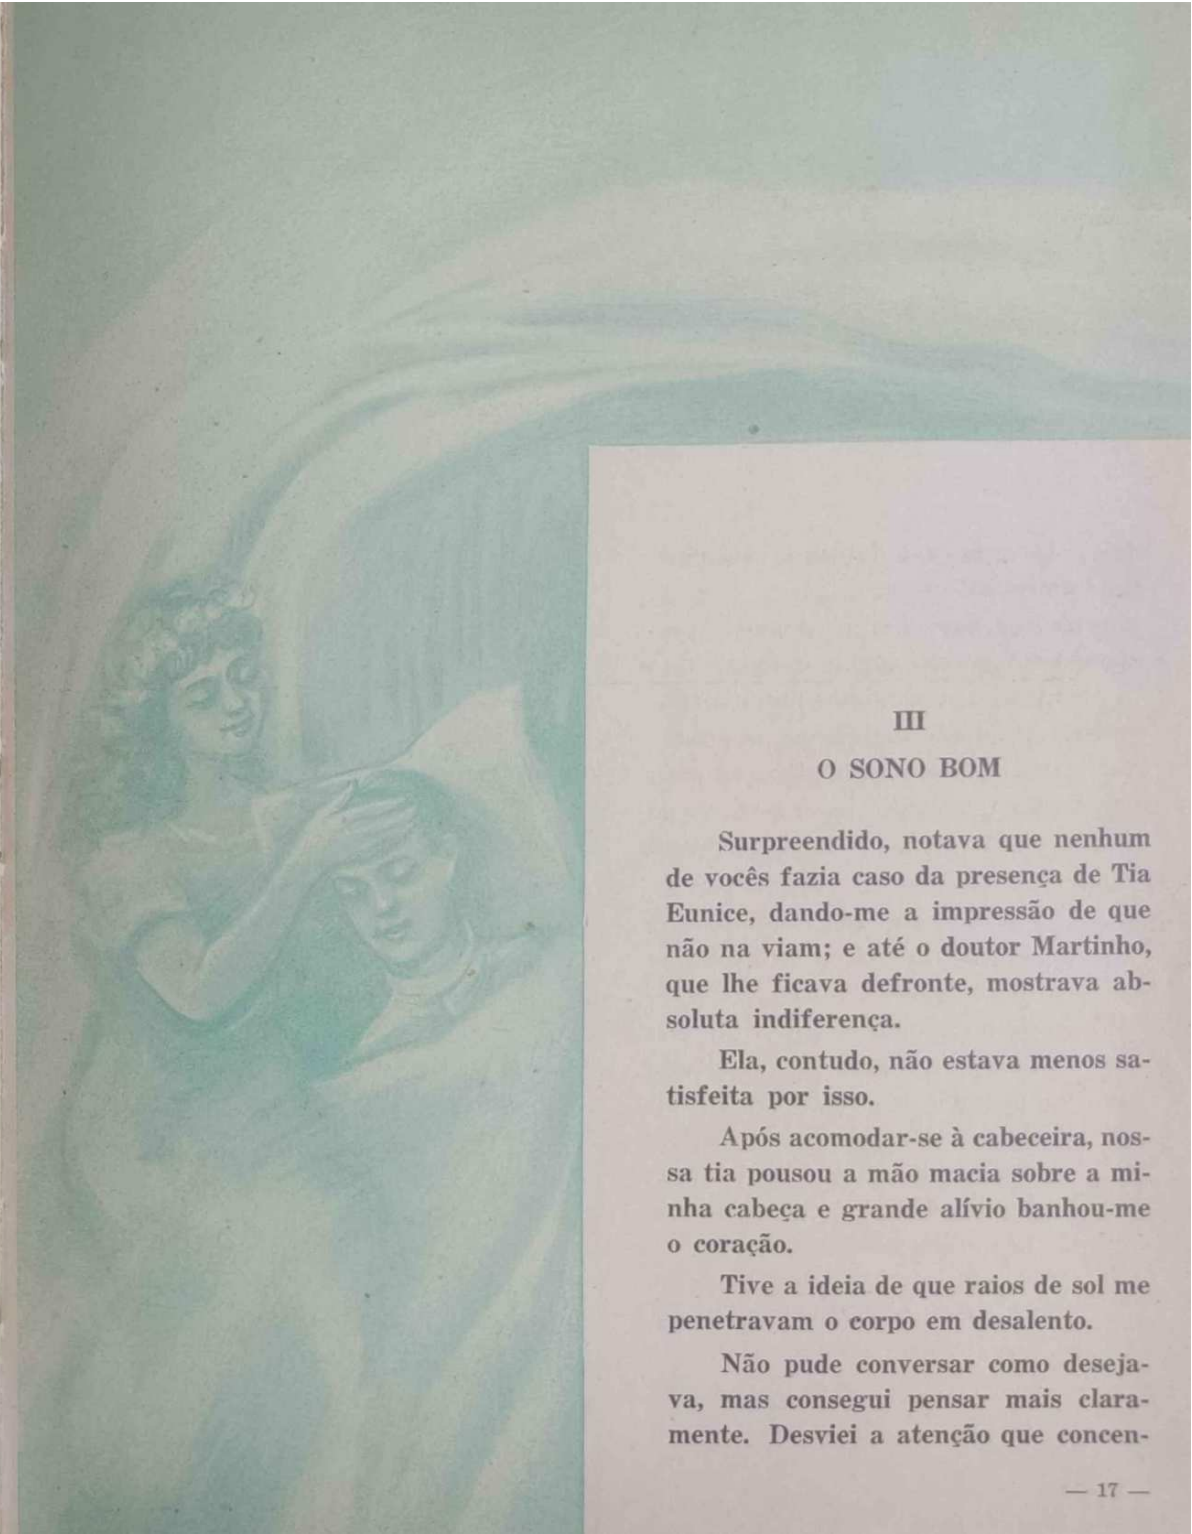 III
O SONO BOM
Surpreendido, notava que nenhum
de vocês fazia caso da presença de Tia
Eunice, dando-me a impressão de que
não na viam; e até o doutor Martinho,
que lhe ficava defronte, mostrava ab-
soluta indiferença.
Ela, contudo, não estava menos sa-
tisfeita por isso.
Após acomodar-se à cabeceira, nos-
sa tia pousou a mão macia sobre a mi-
nha cabeça e grande alívio banhou-me
o coração.
Tive a ideia de que raios de sol me
penetravam o corpo em desalento.
Não pude conversar como deseja-
va, mas consegui pensar mais clara-
mente. Desviei a atenção que concen-
— 17 —